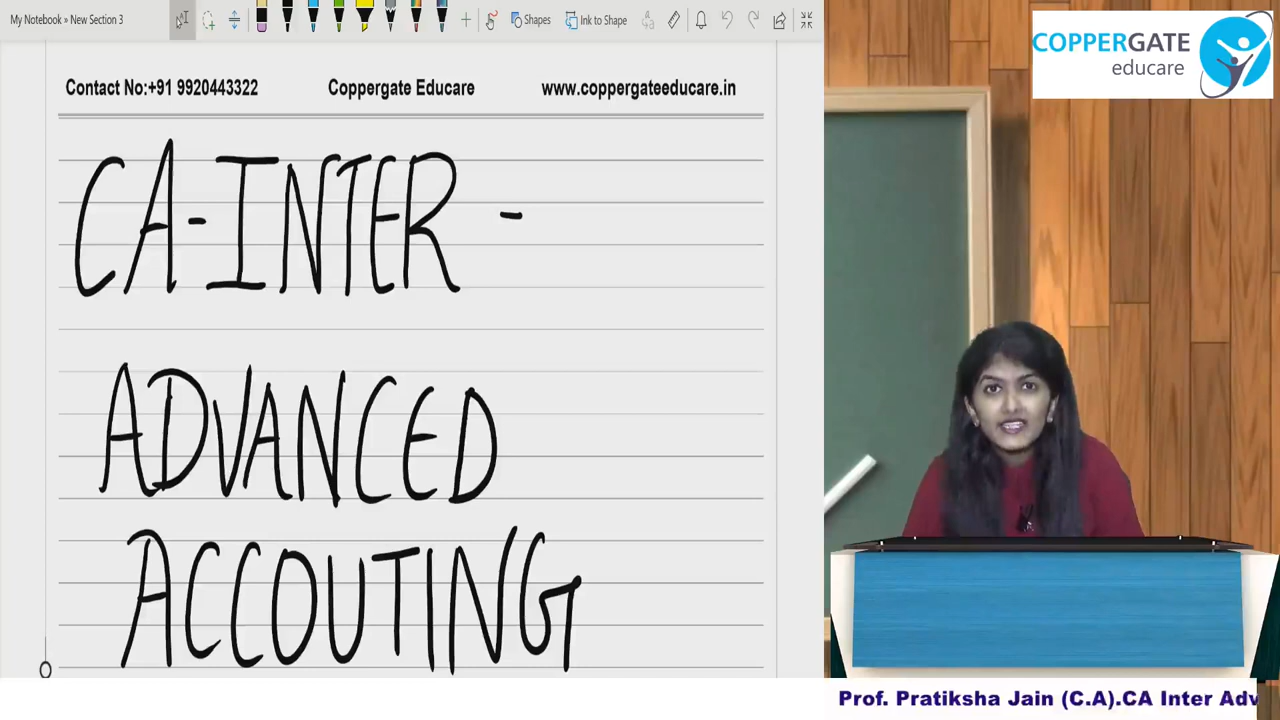 My Notebook » New Section 3
Shapes
Ink to Shape
COPPERGATE
educare
Contact No:+91 9920443322 Coppergate Educare www.coppergateeducare.in
CA-INTER -
ADVANCED
ACCOUTING
Prof. Pratiksha Jain (C.A).CA Inter Adv